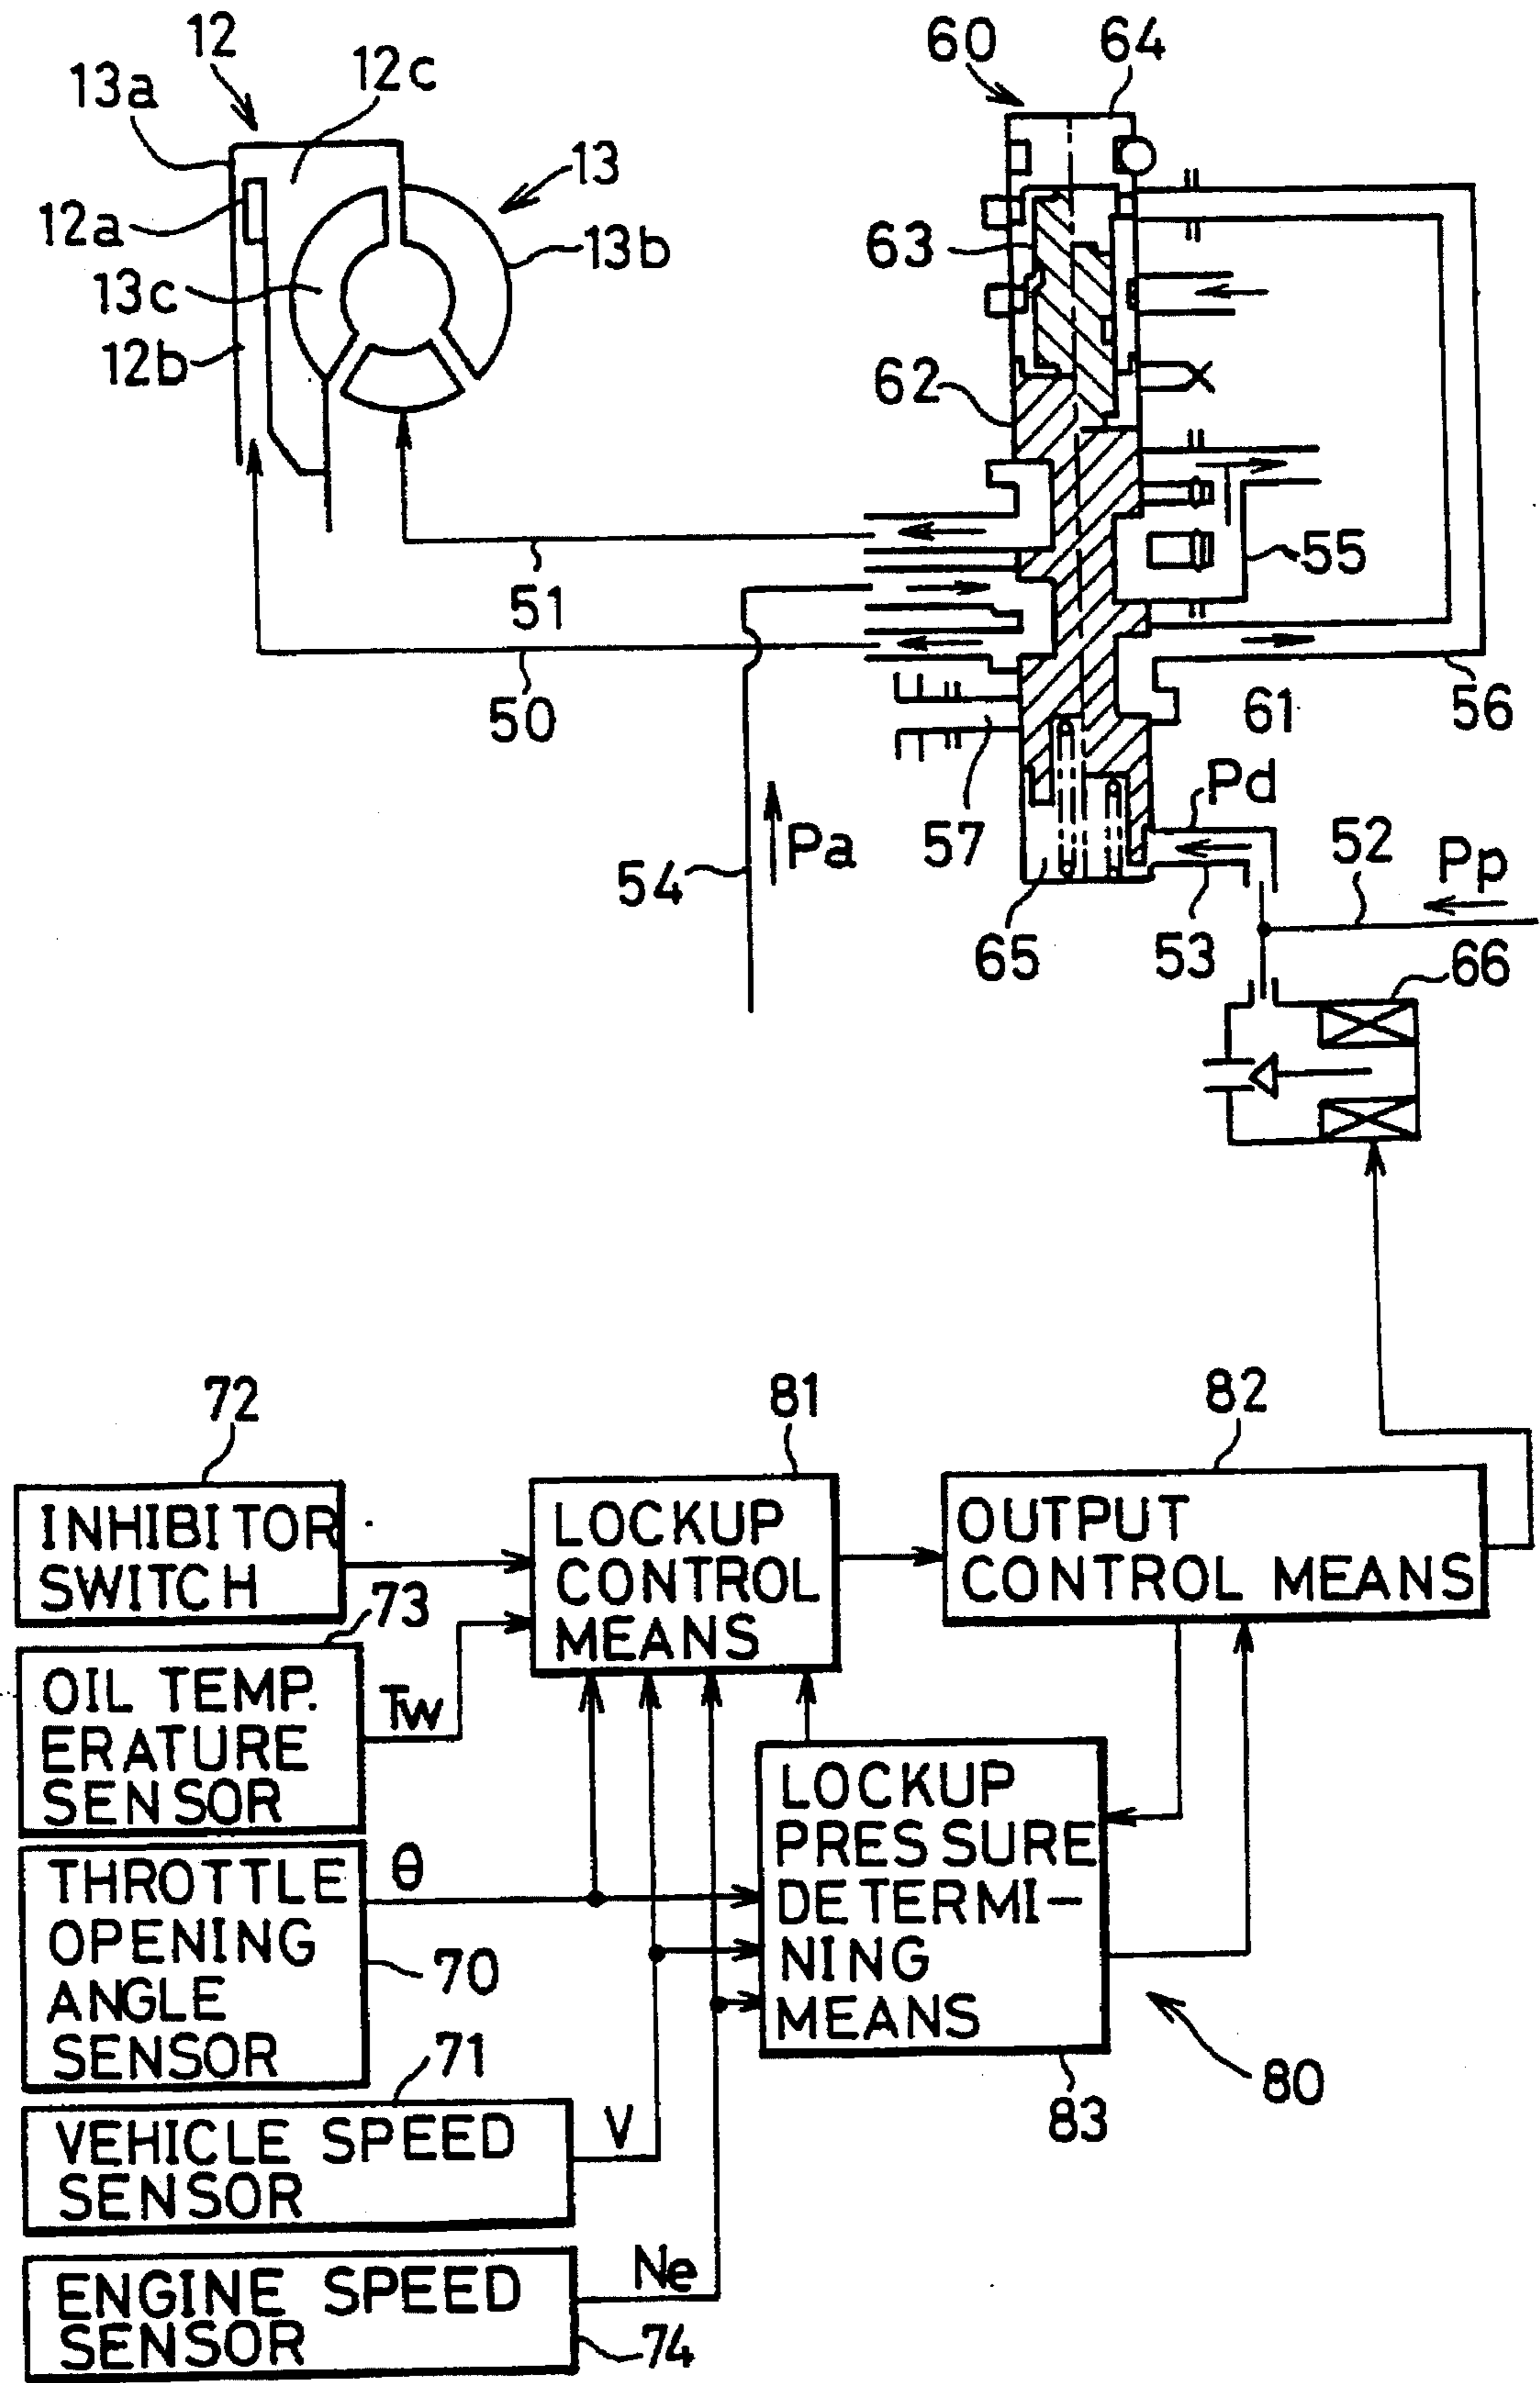 12
13a
12c
13
12a
13b
13c
12b
60
64
63
62
51
50
55
56
61
57
Pd
Pa
54
52
Pp
65
53
66
72
81
82
INHIBITOR
SWITCH
LOCKUP
CONTROL
MEANS
OUTPUT
CONTROL MEANS
73
OIL TEMP.
ERATURE
SENSOR
Tw
THROTTLE
OPENING
ANGLE
SENSOR
θ
70
LOCKUP
PRESSURE
DETERMI-
NING
MEANS
71
80
83
VEHICLE SPEED
SENSOR
V
ENGINE SPEED
SENSOR
Ne
74